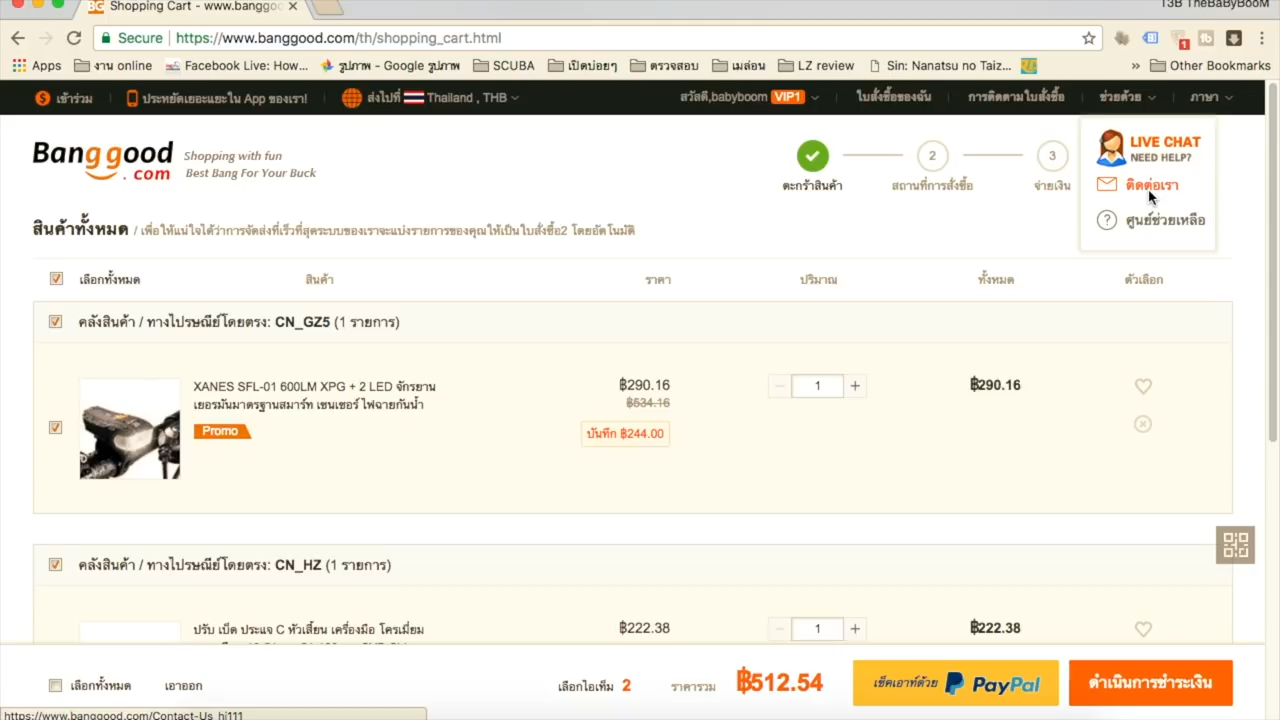 Shopping Cart - www.banggoo
T3B TheBaByBooM
Secure https://www.banggood.com/th/shopping_cart.html
1
Apps งาน online Facebook Live: How... รูปภาพ - Google รูปภาพ SCUBA เปิดบ่อยๆ ตรวจสอบ เมล่อน LZ review Sin: Nanatsu no Taiz... » Other Bookmarks
เข้าร่วม ประหยัดเยอะแยะใน App ของเรา! ส่งไปที่ Thailand , THB สวัสดี,babyboom VIP1 ใบสั่งซื้อของฉัน การติดตามใบสั่งซื้อ ช่วยด้วย ภาษา
LIVE CHAT
NEED HELP?
ติดต่อเรา
ศูนย์ช่วยเหลือ
Banggood
.com
Shopping with fun
Best Bang For Your Buck
2 3
ตะกร้าสินค้า สถานที่การสั่งซื้อ จ่ายเงิน
สินค้าทั้งหมด / เพื่อให้แน่ใจได้ว่าการจัดส่งที่เร็วที่สุดระบบของเราจะแบ่งรายการของคุณให้เป็นใบสั่งซื้อ2 โดยอัตโนมัติ
เลือกทั้งหมด สินค้า ราคา ปริมาณ ทั้งหมด ตัวเลือก
คลังสินค้า / ทางไปรษณีย์โดยตรง: CN_GZ5 (1 รายการ)
XANES SFL-01 600LM XPG + 2 LED จักรยาน
เยอรมันมาตรฐานสมาร์ท เซนเซอร์ ไฟฉายกันน้ำ
Promo
฿290.16
฿534.16
บันทึก ฿244.00
1
฿290.16
คลังสินค้า / ทางไปรษณีย์โดยตรง: CN_HZ (1 รายการ)
ปรับ เบ็ด ประแจ C หัวเสี้ยน เครื่องมือ โครเมี่ยม
฿222.38
1
฿222.38
เลือกทั้งหมด เอาออก เลือกไอเท็ม 2 ราคารวม ฿512.54 เช็คเอาท์ด้วย PayPal ดำเนินการชำระเงิน
https://www.banggood.com/Contact-Us_hi111